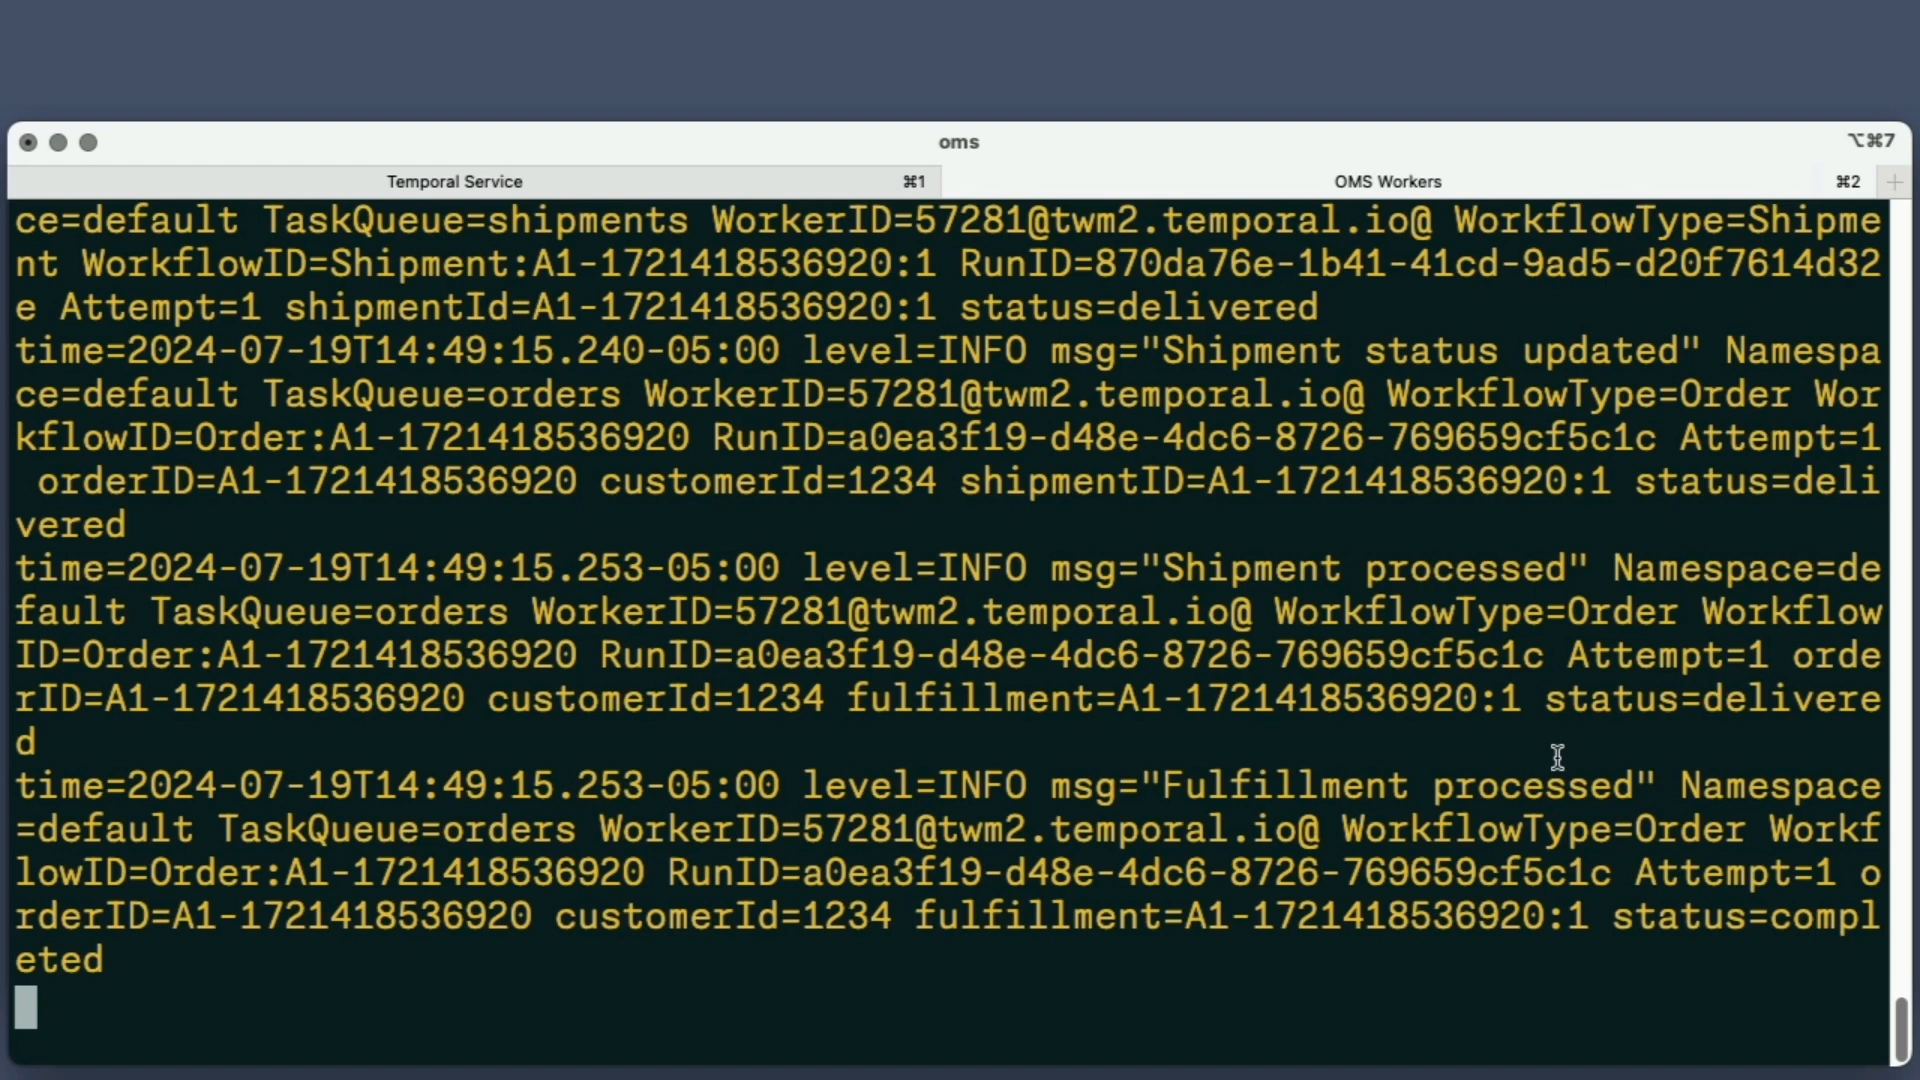 oms
⌥⌘7
Temporal Service ⌘1
OMS Workers ⌘2
ce=default TaskQueue=shipments WorkerID=57281@twm2.temporal.io@ WorkflowType=Shipme
nt WorkflowID=Shipment:A1-1721418536920:1 RunID=870da76e-1b41-41cd-9ad5-d20f7614d32
e Attempt=1 shipmentId=A1-1721418536920:1 status=delivered
time=2024-07-19T14:49:15.240-05:00 level=INFO msg="Shipment status updated" Namespa
ce=default TaskQueue=orders WorkerID=57281@twm2.temporal.io@ WorkflowType=Order Wor
kflowID=Order:A1-1721418536920 RunID=a0ea3f19-d48e-4dc6-8726-769659cf5c1c Attempt=1
 orderID=A1-1721418536920 customerId=1234 shipmentID=A1-1721418536920:1 status=deli
vered
time=2024-07-19T14:49:15.253-05:00 level=INFO msg="Shipment processed" Namespace=de
fault TaskQueue=orders WorkerID=57281@twm2.temporal.io@ WorkflowType=Order Workflow
ID=Order:A1-1721418536920 RunID=a0ea3f19-d48e-4dc6-8726-769659cf5c1c Attempt=1 orde
rID=A1-1721418536920 customerId=1234 fulfillment=A1-1721418536920:1 status=delivere
d
time=2024-07-19T14:49:15.253-05:00 level=INFO msg="Fulfillment processed" Namespace
=default TaskQueue=orders WorkerID=57281@twm2.temporal.io@ WorkflowType=Order Workf
lowID=Order:A1-1721418536920 RunID=a0ea3f19-d48e-4dc6-8726-769659cf5c1c Attempt=1 o
rderID=A1-1721418536920 customerId=1234 fulfillment=A1-1721418536920:1 status=compl
eted